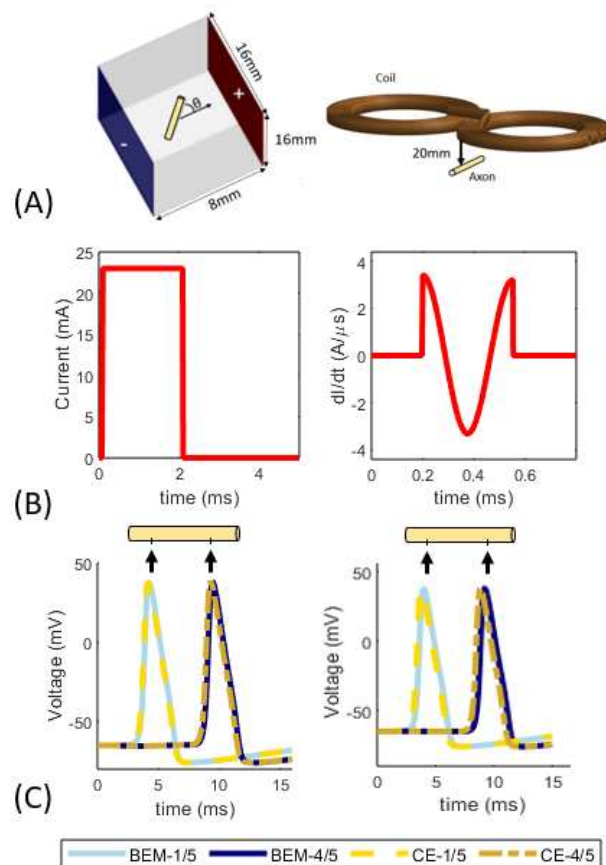 16mm
θ
+
-
16mm
8mm
Coil
20mm
Axon
(A)
25
20
15
10
5
0
Current (mA)
0
2
4
time (ms)
4
2
0
-2
-4
dI/dt (A/μs)
0
0.2
0.4
0.6
time (ms)
(B)
50
0
-50
Voltage (mV)
0
5
10
15
time (ms)
50
0
-50
Voltage (mV)
0
5
10
15
time (ms)
(C)
BEM-1/5 BEM-4/5 CE-1/5 CE-4/5